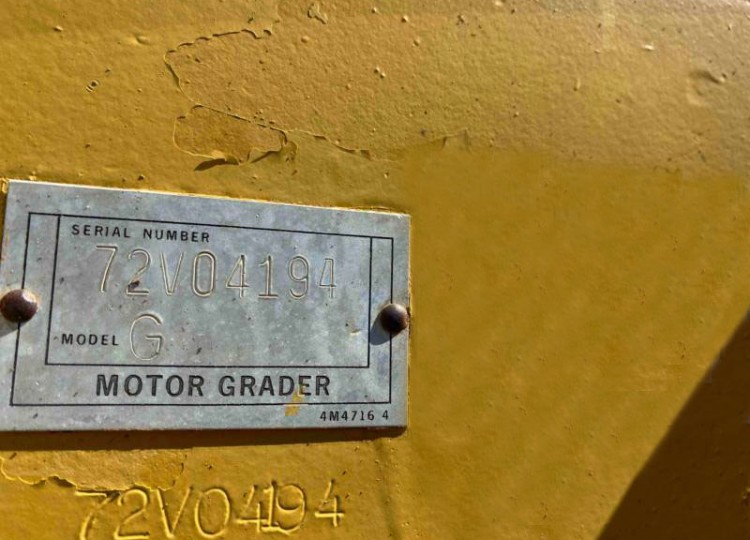 SERIAL NUMBER
72V04194
MODEL G
MOTOR GRADER
4M4716 4
72V04194